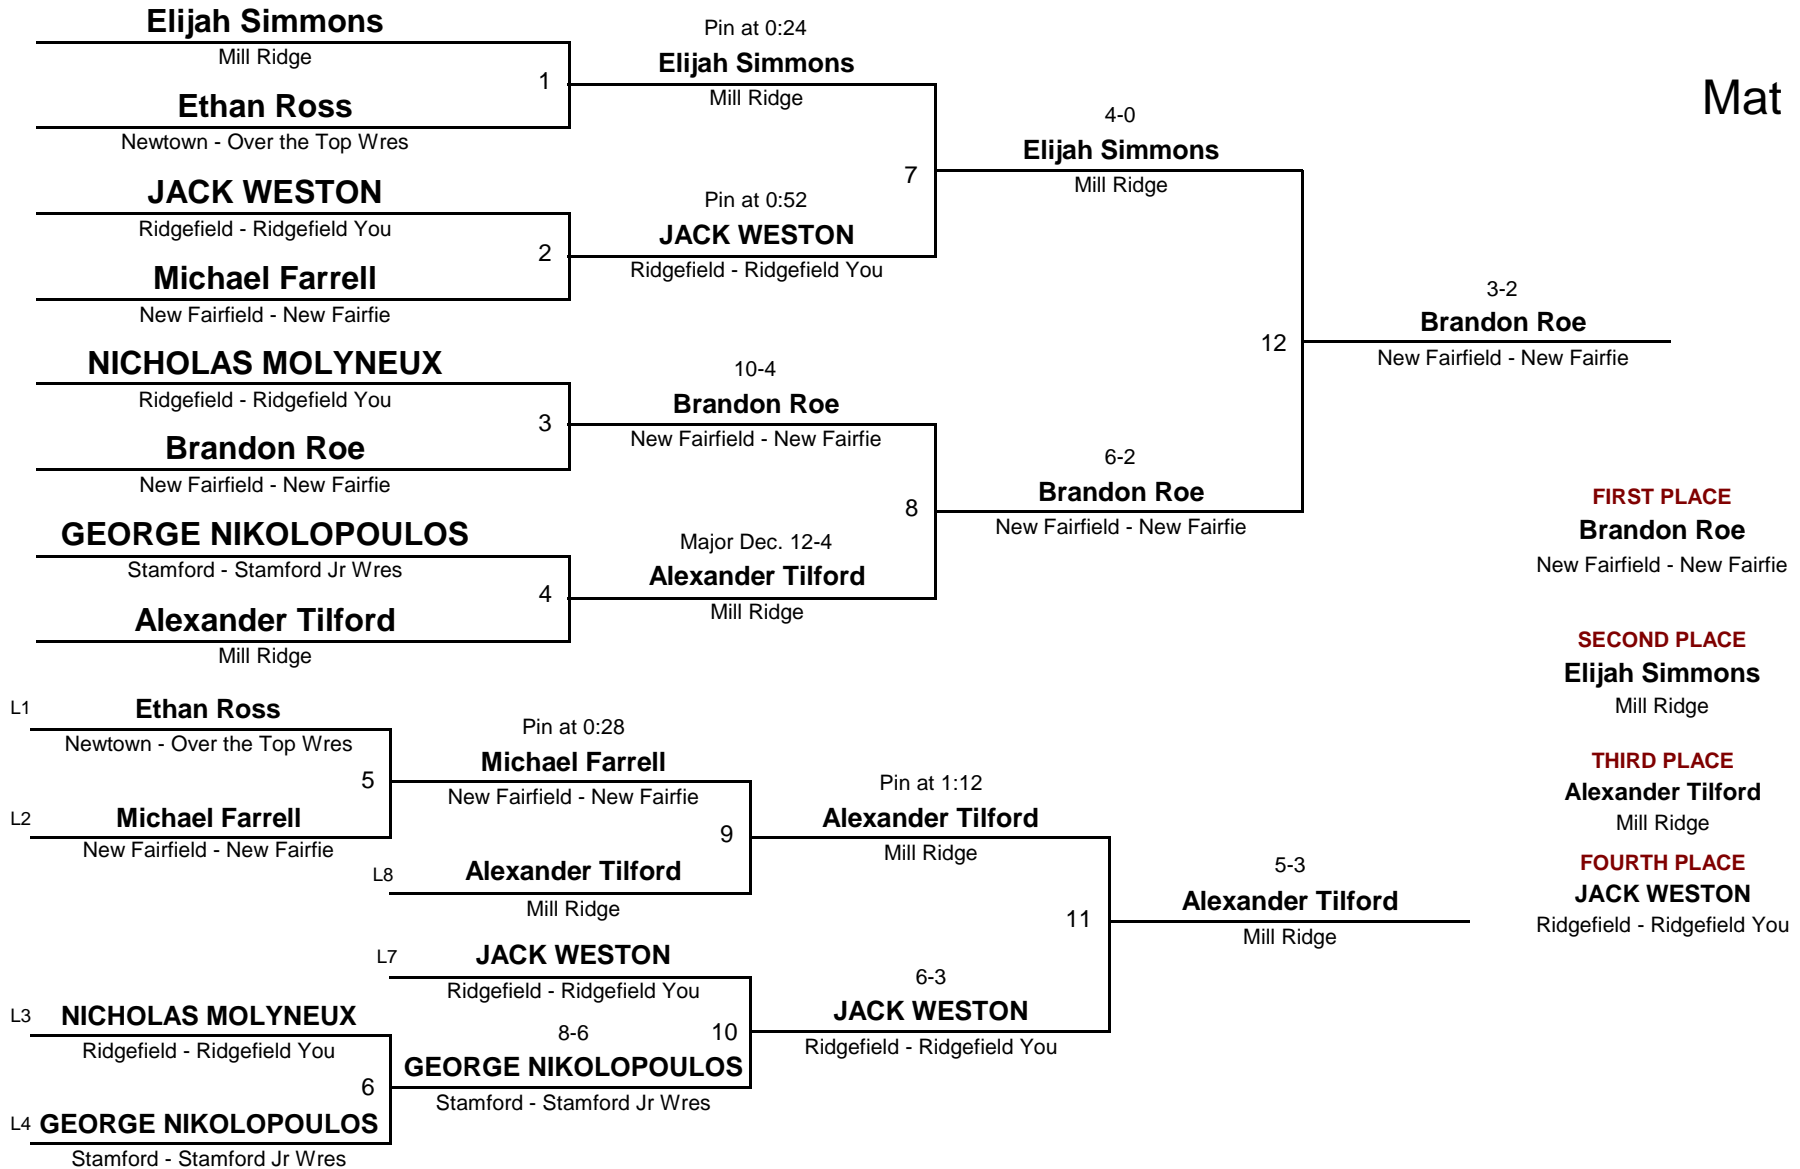 Elijah Simmons
Mill Ridge
1
Ethan Ross
Newtown - Over the Top Wres
JACK WESTON
Ridgefield - Ridgefield You
2
Michael Farrell
New Fairfield - New Fairfie
NICHOLAS MOLYNEUX
Ridgefield - Ridgefield You
3
Brandon Roe
New Fairfield - New Fairfie
GEORGE NIKOLOPOULOS
Stamford - Stamford Jr Wres
4
Alexander Tilford
Mill Ridge
Pin at 0:24
Elijah Simmons
Mill Ridge
7
Pin at 0:52
JACK WESTON
Ridgefield - Ridgefield You
10-4
Brandon Roe
New Fairfield - New Fairfie
8
Major Dec. 12-4
Alexander Tilford
Mill Ridge
4-0
Elijah Simmons
Mill Ridge
12
6-2
Brandon Roe
New Fairfield - New Fairfie
3-2
Brandon Roe
New Fairfield - New Fairfie
Mat
L1
Ethan Ross
Newtown - Over the Top Wres
5
L2
Michael Farrell
New Fairfield - New Fairfie
L3
NICHOLAS MOLYNEUX
Ridgefield - Ridgefield You
6
L4
GEORGE NIKOLOPOULOS
Stamford - Stamford Jr Wres
Pin at 0:28
Michael Farrell
New Fairfield - New Fairfie
9
L8
Alexander Tilford
Mill Ridge
L7
JACK WESTON
Ridgefield - Ridgefield You
10
8-6
GEORGE NIKOLOPOULOS
Stamford - Stamford Jr Wres
Pin at 1:12
Alexander Tilford
Mill Ridge
11
6-3
JACK WESTON
Ridgefield - Ridgefield You
5-3
Alexander Tilford
Mill Ridge
FIRST PLACE
Brandon Roe
New Fairfield - New Fairfie
SECOND PLACE
Elijah Simmons
Mill Ridge
THIRD PLACE
Alexander Tilford
Mill Ridge
FOURTH PLACE
JACK WESTON
Ridgefield - Ridgefield You